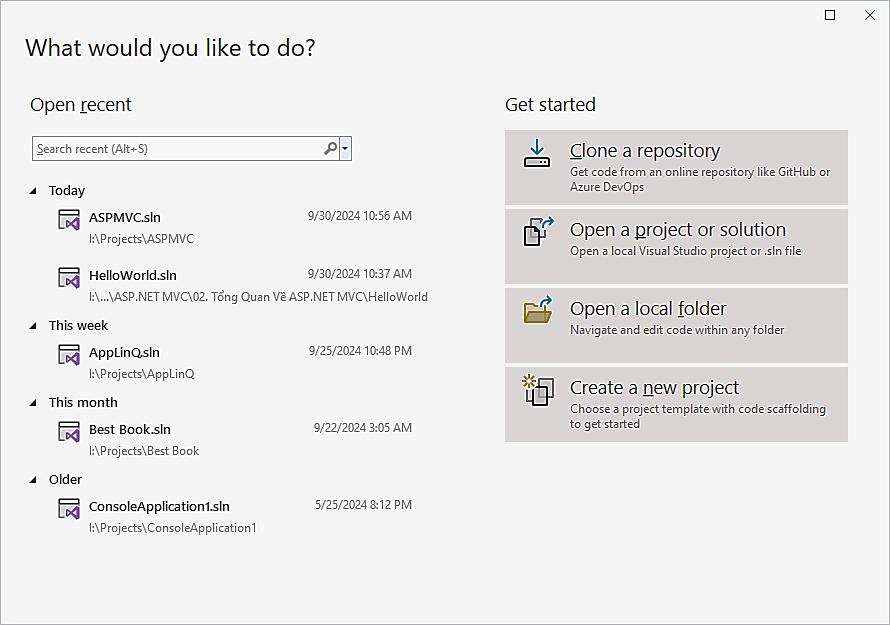 What would you like to do?
Open recent
Search recent (Alt+S)
Today
ASPMVC.sln 9/30/2024 10:56 AM
I:\Projects\ASPMVC
HelloWorld.sln 9/30/2024 10:37 AM
I:\...\ASP.NET MVC\02. Tổng Quan Về ASP.NET MVC\HelloWorld
This week
AppLinQ.sln 9/25/2024 10:48 PM
I:\Projects\AppLinQ
This month
Best Book.sln 9/22/2024 3:05 AM
I:\Projects\Best Book
Older
ConsoleApplication1.sln 5/25/2024 8:12 PM
I:\Projects\ConsoleApplication1
Get started
Clone a repository
Get code from an online repository like GitHub or
Azure DevOps
Open a project or solution
Open a local Visual Studio project or .sln file
Open a local folder
Navigate and edit code within any folder
Create a new project
Choose a project template with code scaffolding
to get started